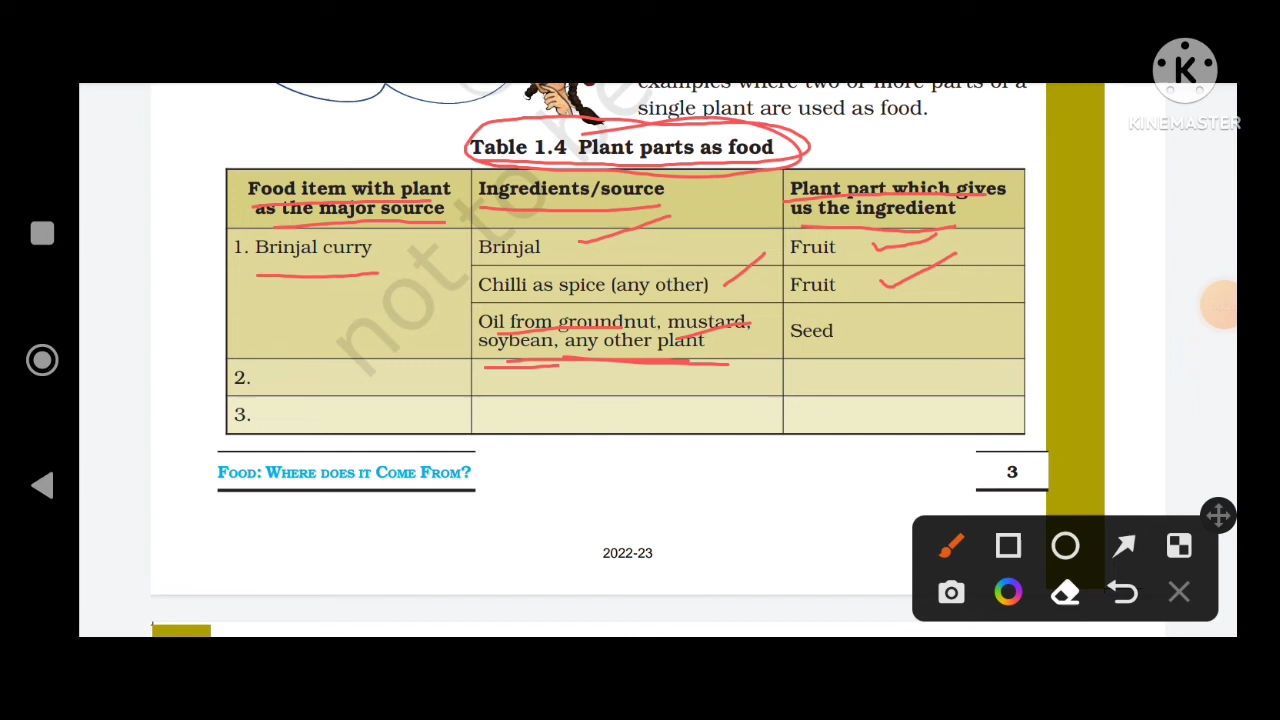 KINEMASTER
examples where two or more parts of a
single plant are used as food.
Table 1.4 Plant parts as food
Food item with plant
as the major source
Ingredients/source
Plant part which gives
us the ingredient
1. Brinjal curry
Brinjal
Fruit
Chilli as spice (any other)
Fruit
Oil from groundnut, mustard,
soybean, any other plant
Seed
2.
3.
FOOD: WHERE DOES IT COME FROM?
3
2022-23
not to re